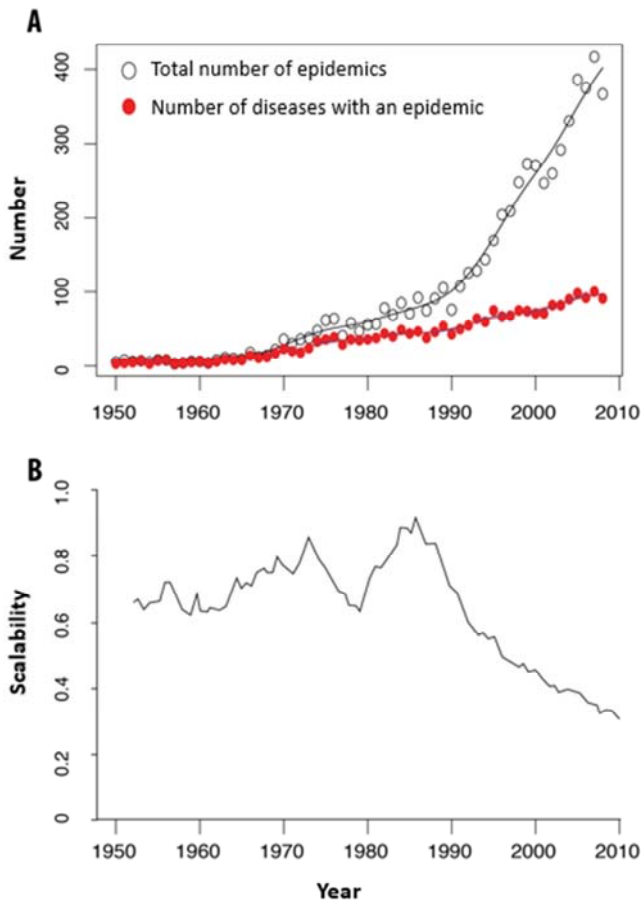 A
Total number of epidemics
Number of diseases with an epidemic
Number
400
300
200
100
0
1950 1960 1970 1980 1990 2000 2010
B
Scalability
1.0
0.8
0.6
0.4
0.2
0
1950 1960 1970 1980 1990 2000 2010
Year